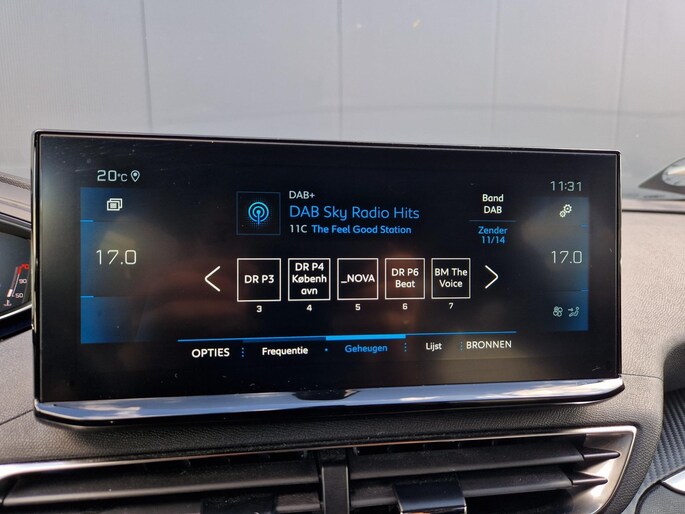 20°C
11:31
DAB+
DAB Sky Radio Hits
11C The Feel Good Station
Band
DAB
Zender
11/14
17.0
17.0
DR P3
DR P4
Københ
avn
_NOVA
DR P6
Beat
BM The
Voice
3
4
5
6
7
OPTIES
Frequentie
Geheugen
Lijst
BRONNEN
90
50